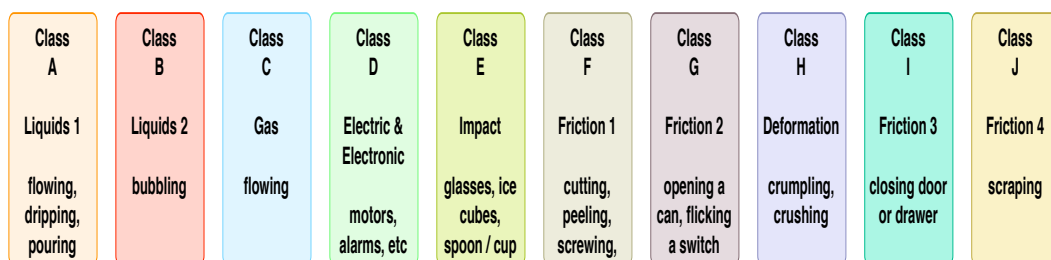 Class
A
Liquids 1
flowing,
dripping,
pouring
Class
B
Liquids 2
bubbling
Class
C
Gas
flowing
Class
D
Electric &
Electronic
motors,
alarms, etc
Class
E
Impact
glasses, ice
cubes,
spoon / cup
Class
F
Friction 1
cutting,
peeling,
screwing,
Class
G
Friction 2
opening a
can, flicking
a switch
Class
H
Deformation
crumpling,
crushing
Class
I
Friction 3
closing door
or drawer
Class
J
Friction 4
scraping